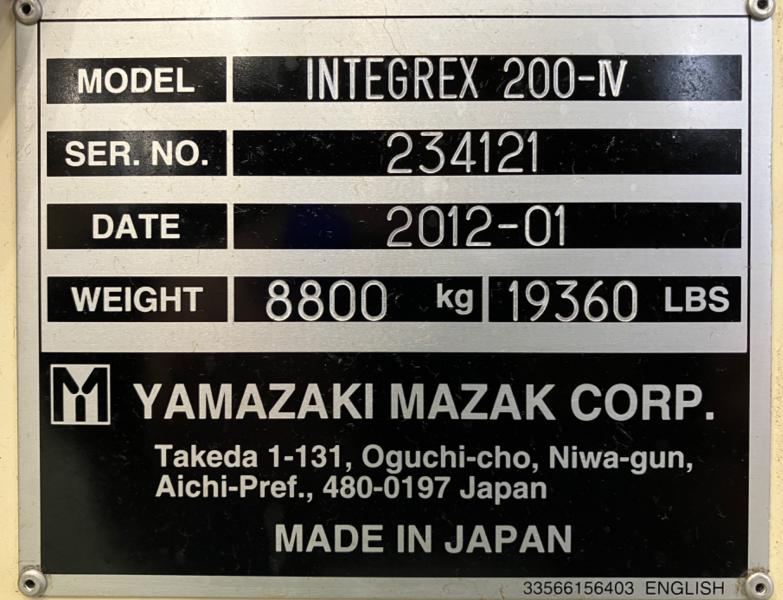 MODEL INTEGREX 200-IV
SER. NO. 234121
DATE 2012-01
WEIGHT 8800 kg 19360 LBS
M YAMAZAKI MAZAK CORP.
Takeda 1-131, Oguchi-cho, Niwa-gun,
Aichi-Pref., 480-0197 Japan
MADE IN JAPAN
33566156403 ENGLISH